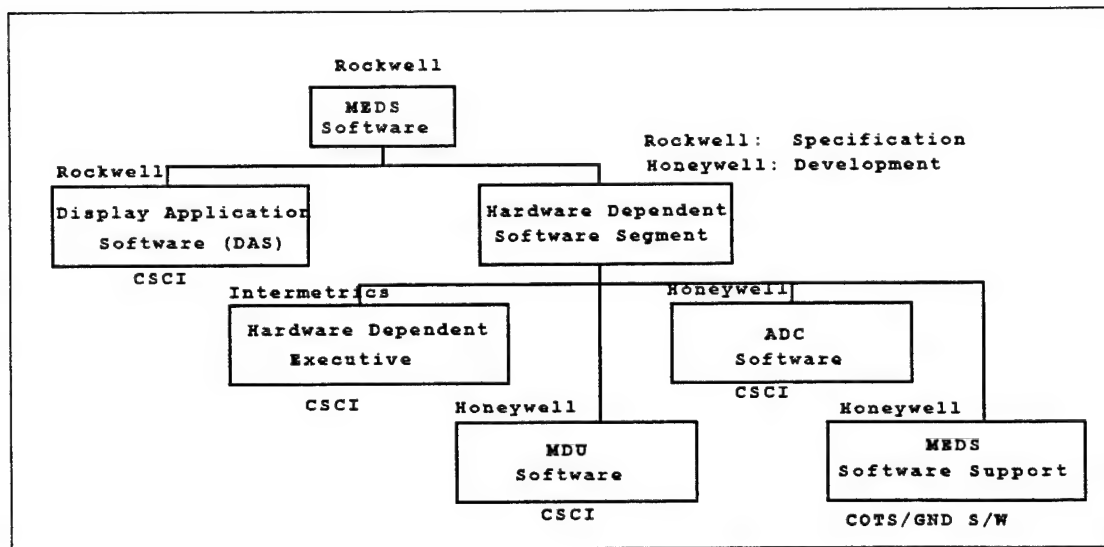 Rockwell
MEDS
Software
Rockwell: Specification
Honeywell: Development
Rockwell
Display Application
Software (DAS)
CSCI
Hardware Dependent
Software Segment
Intermetrics
Hardware Dependent
Executive
CSCI
Honeywell
ADC
Software
CSCI
Honeywell
MDU
Software
CSCI
Honeywell
MEDS
Software Support
COTS/GND S/W